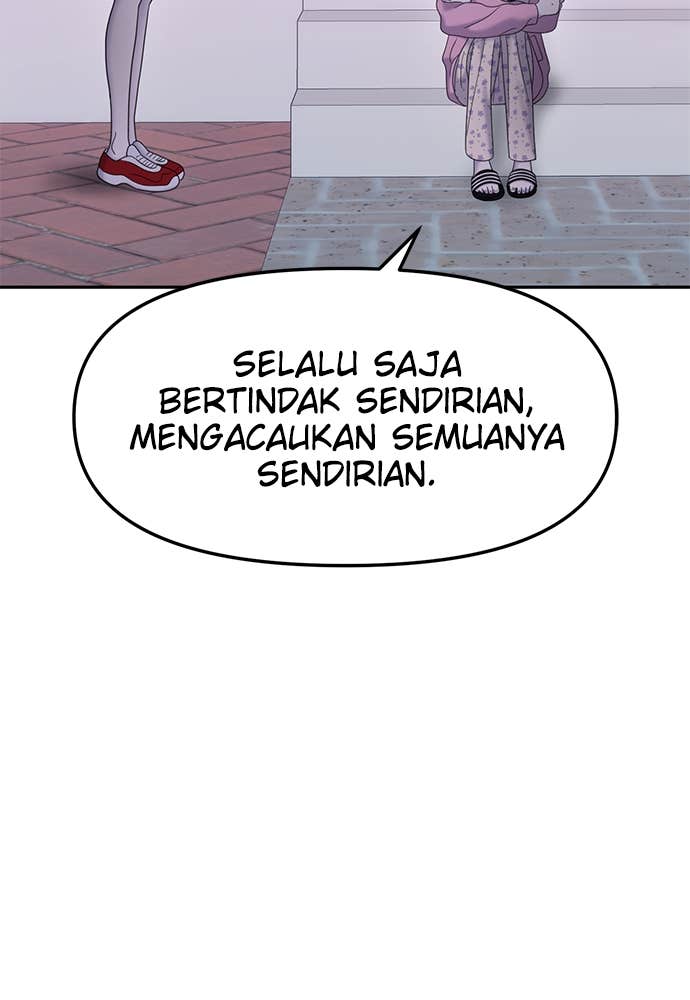 SELALU SAJA
BERTINDAK SENDIRIAN,
MENGACAUKAN SEMUANYA
SENDIRIAN.